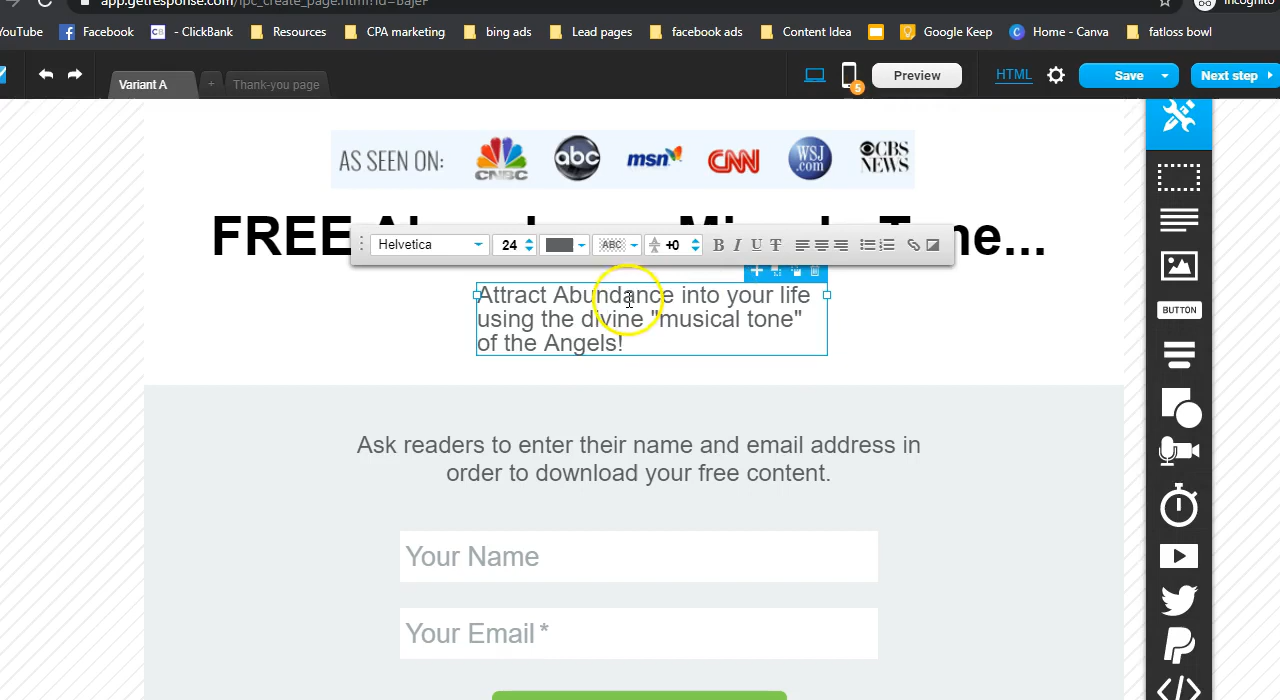 app.getresponse.com/lpc_create_page.html?id=BajeF
Incognito
YouTube
Facebook
CB
- ClickBank
Resources
CPA marketing
bing ads
Lead pages
facebook ads
Content Idea
Google Keep
Home - Canva
fatloss bowl
Variant A
+
Thank-you page
5
Preview
HTML
Save
Next step
AS SEEN ON:
CNBC
abc
msn
CNN
WSJ
.com
CBS
NEWS
FREE
Helvetica
24
ABC
+0
B I U T
Attract Abundance into your life
using the divine "musical tone"
of the Angels!
BUTTON
Ask readers to enter their name and email address in
order to download your free content.
Your Name
Your Email *